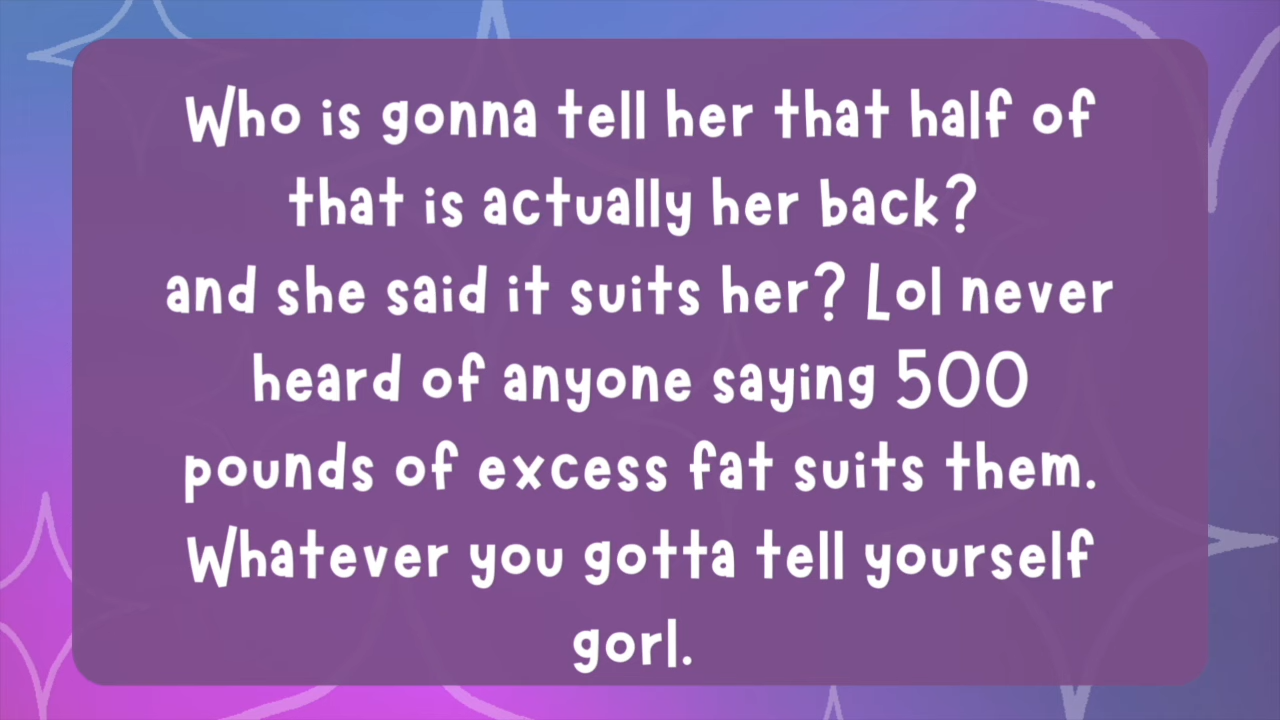 Who is gonna tell her that half of
that is actually her back?
and she said it suits her? Lol never
heard of anyone saying 500
pounds of excess fat suits them.
Whatever you gotta tell yourself
gorl.